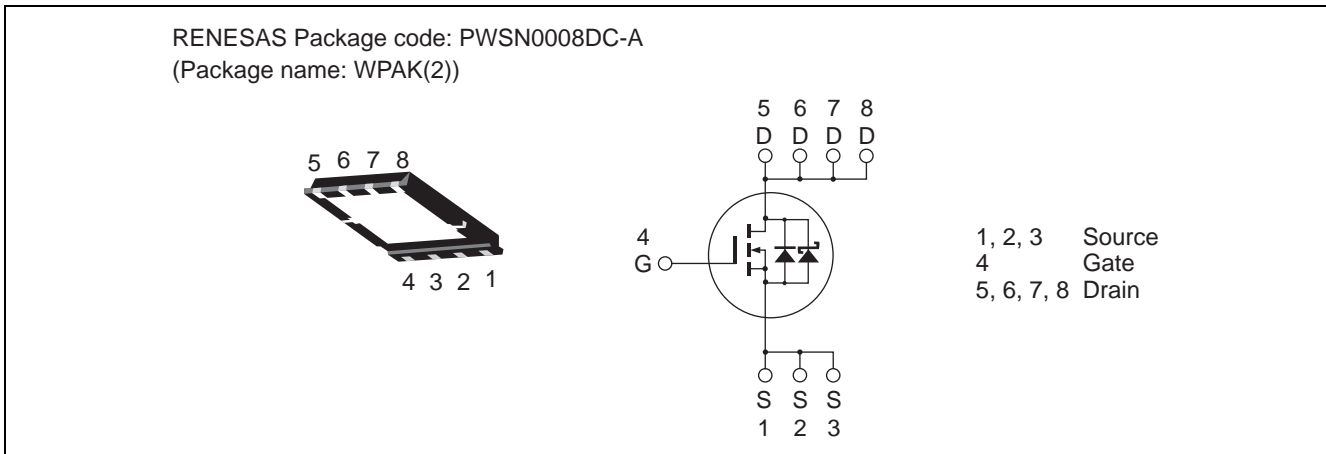 RENESAS Package code: PWSN0008DC-A
(Package name: WPAK(2))
5 6 7 8
4 3 2 1
5 6 7 8
D D D D
4
G
S S S
1 2 3
1, 2, 3 Source
4 Gate
5, 6, 7, 8 Drain